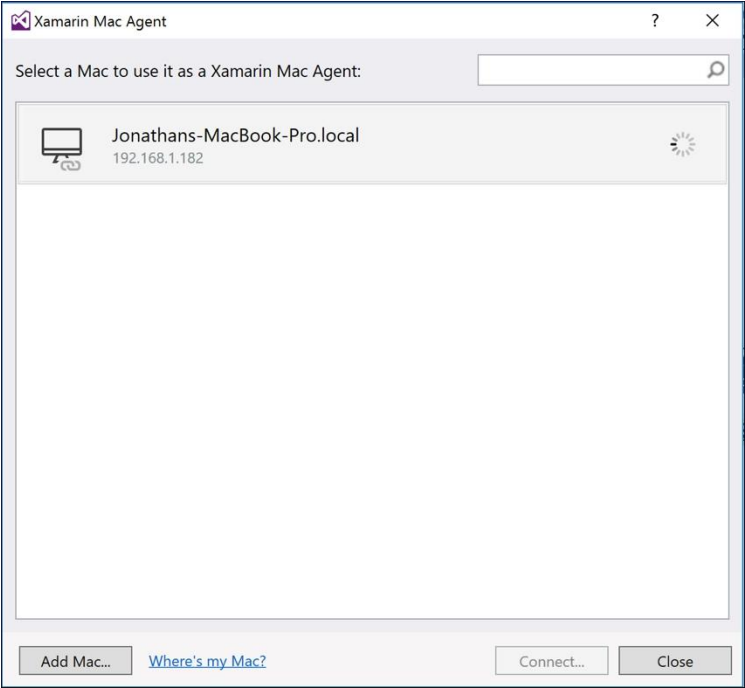 Xamarin Mac Agent
?
Select a Mac to use it as a Xamarin Mac Agent:
Jonathans-MacBook-Pro.local
192.168.1.182
Add Mac...
Where's my Mac?
Connect...
Close